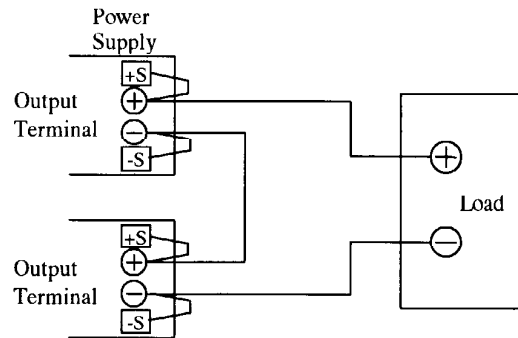 Power
Supply
+S
Output
Terminal
+
−
-S
+
Load
−
+S
Output
Terminal
+
−
-S